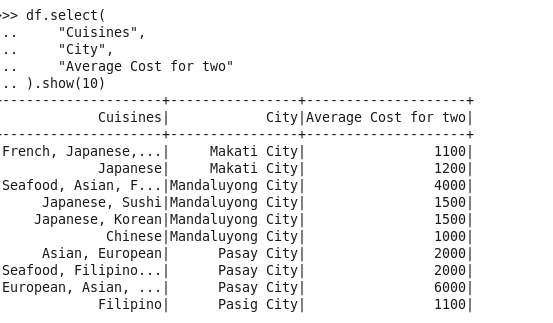 >>> df.select(
..     "Cuisines",
..     "City",
..     "Average Cost for two"
.. ).show(10)
--------------------+----------------+--------------------+
            Cuisines|            City|Average Cost for two|
--------------------+----------------+--------------------+
French, Japanese,...|     Makati City|                1100|
            Japanese|     Makati City|                1200|
Seafood, Asian, F...|Mandaluyong City|                4000|
     Japanese, Sushi|Mandaluyong City|                1500|
    Japanese, Korean|Mandaluyong City|                1500|
             Chinese|Mandaluyong City|                1000|
     Asian, European|      Pasay City|                2000|
Seafood, Filipino...|      Pasay City|                2000|
European, Asian, ...|      Pasay City|                6000|
            Filipino|      Pasig City|                1100|